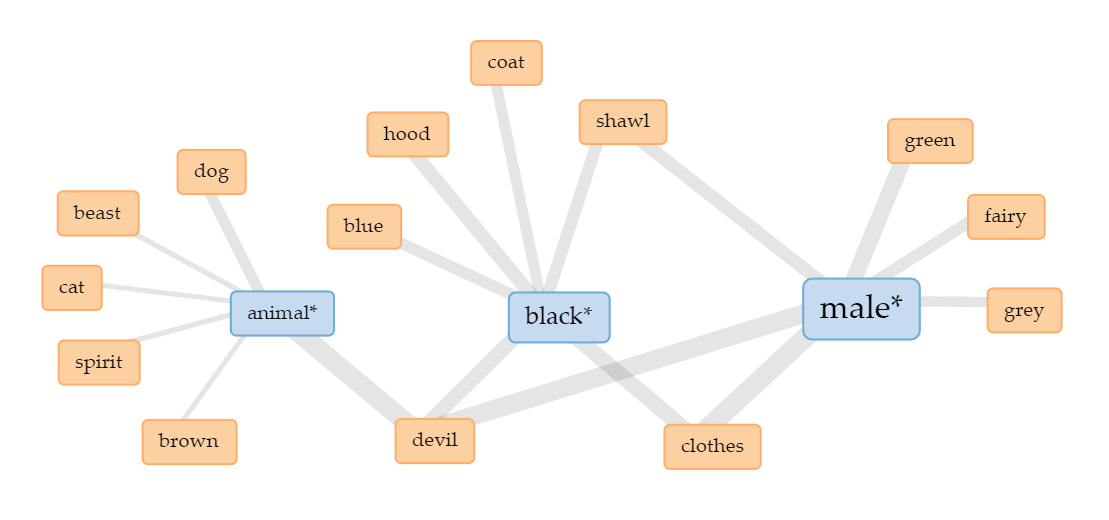 coat
shawl
hood
green
dog
beast
fairy
blue
cat
animal*
black*
male*
grey
spirit
brown
devil
clothes